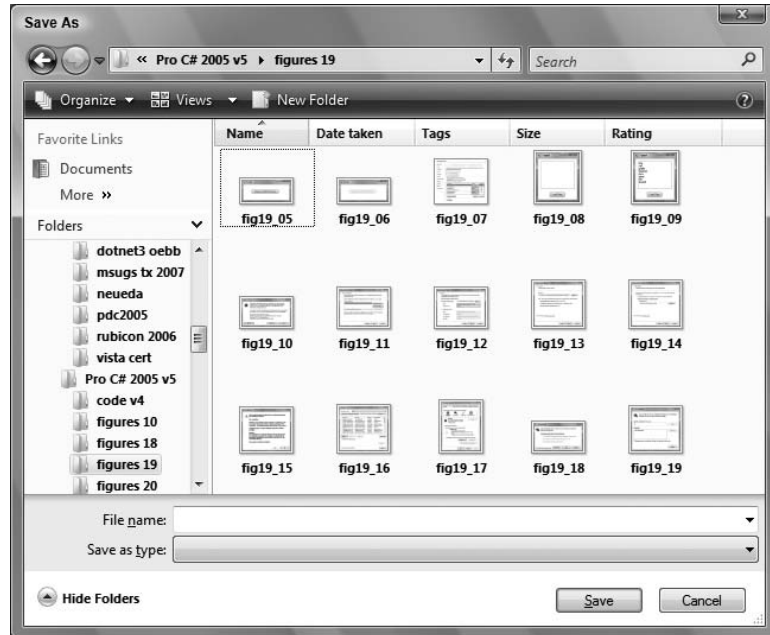 Save As
« Pro C# 2005 v5 figures 19
Search
Organize Views New Folder
Favorite Links
Documents
More »
Folders
dotnet3 oebb
msugs tx 2007
neueda
pdc2005
rubicon 2006
vista cert
Pro C# 2005 v5
code v4
figures 10
figures 18
figures 19
figures 20
Name Date taken Tags Size Rating
fig19_05 fig19_06 fig19_07 fig19_08 fig19_09
fig19_10 fig19_11 fig19_12 fig19_13 fig19_14
fig19_15 fig19_16 fig19_17 fig19_18 fig19_19
File name:
Save as type:
Hide Folders
Save Cancel